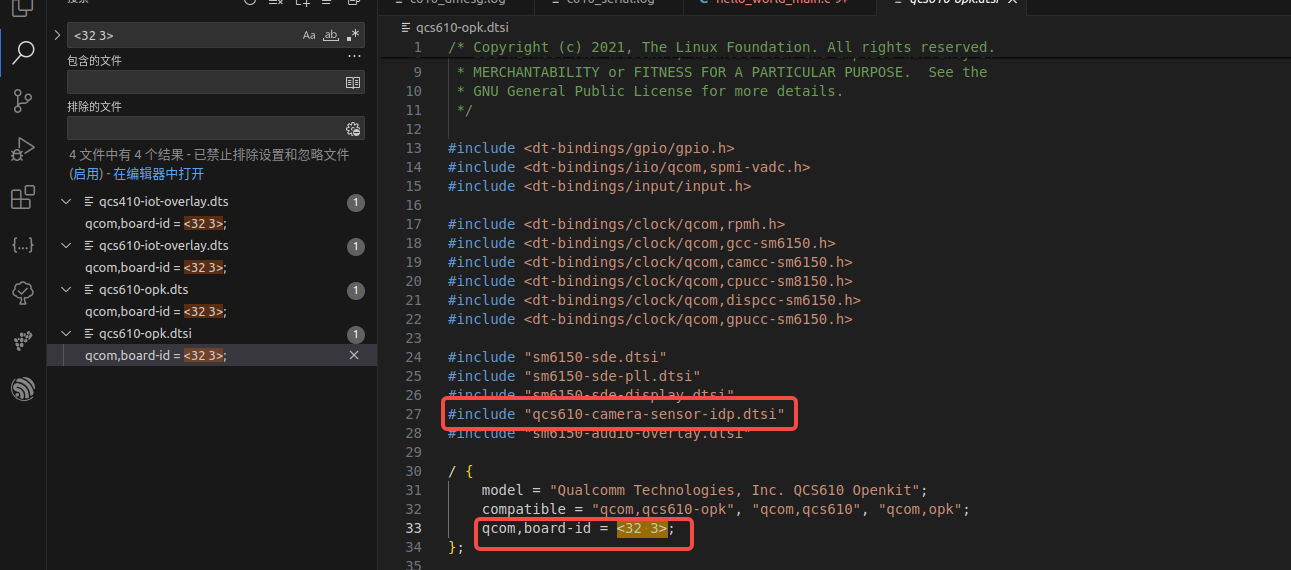 <32 3>
Aa ab
包含的文件
排除的文件
4 文件中有 4 个结果 - 已禁止排除设置和忽略文件
(启用) - 在编辑器中打开
qcs410-iot-overlay.dts 1
qcom,board-id = <32 3>;
qcs610-iot-overlay.dts 1
qcom,board-id = <32 3>;
qcs610-opk.dts 1
qcom,board-id = <32 3>;
qcs610-opk.dtsi 1
qcom,board-id = <32 3>;
qcs610-opk.dtsi
1 /* Copyright (c) 2021, The Linux Foundation. All rights reserved.
9 * MERCHANTABILITY or FITNESS FOR A PARTICULAR PURPOSE.  See the
10 * GNU General Public License for more details.
11 */
12
13 #include <dt-bindings/gpio/gpio.h>
14 #include <dt-bindings/iio/qcom,spmi-vadc.h>
15 #include <dt-bindings/input/input.h>
16
17 #include <dt-bindings/clock/qcom,rpmh.h>
18 #include <dt-bindings/clock/qcom,gcc-sm6150.h>
19 #include <dt-bindings/clock/qcom,camcc-sm6150.h>
20 #include <dt-bindings/clock/qcom,cpucc-sm8150.h>
21 #include <dt-bindings/clock/qcom,dispcc-sm6150.h>
22 #include <dt-bindings/clock/qcom,gpucc-sm6150.h>
23
24 #include "sm6150-sde.dtsi"
25 #include "sm6150-sde-pll.dtsi"
26 #include "sm6150-sde-display.dtsi"
27 #include "qcs610-camera-sensor-idp.dtsi"
28 #include "sm6150-audio-overlay.dtsi"
29
30 / {
31 model = "Qualcomm Technologies, Inc. QCS610 Openkit";
32 compatible = "qcom,qcs610-opk", "qcom,qcs610", "qcom,opk";
33 qcom,board-id = <32 3>;
34 };
35